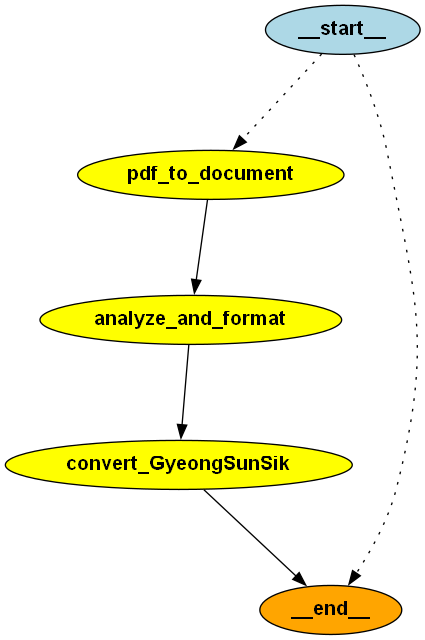 __start__
pdf_to_document
analyze_and_format
convert_GyeongSunSik
__end__